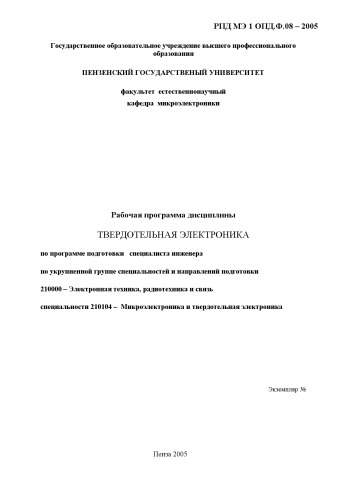 РПД МЭ 1 ОПД.Ф.08 – 2005
Государственное образовательное учреждение высшего профессионального
образования
ПЕНЗЕНСКИЙ ГОСУДАРСТВЕНЫЙ УНИВЕРСИТЕТ
факультет естественнонаучный
кафедра микроэлектроники
Рабочая программа дисциплины
ТВЕРДОТЕЛЬНАЯ ЭЛЕКТРОНИКА
по программе подготовки специалиста инженера
по укрупненной группе специальностей и направлений подготовки
210000 – Электронная техника, радиотехника и связь
специальности 210104 – Микроэлектроника и твердотельная электроника
Экземпляр №
Пенза 2005